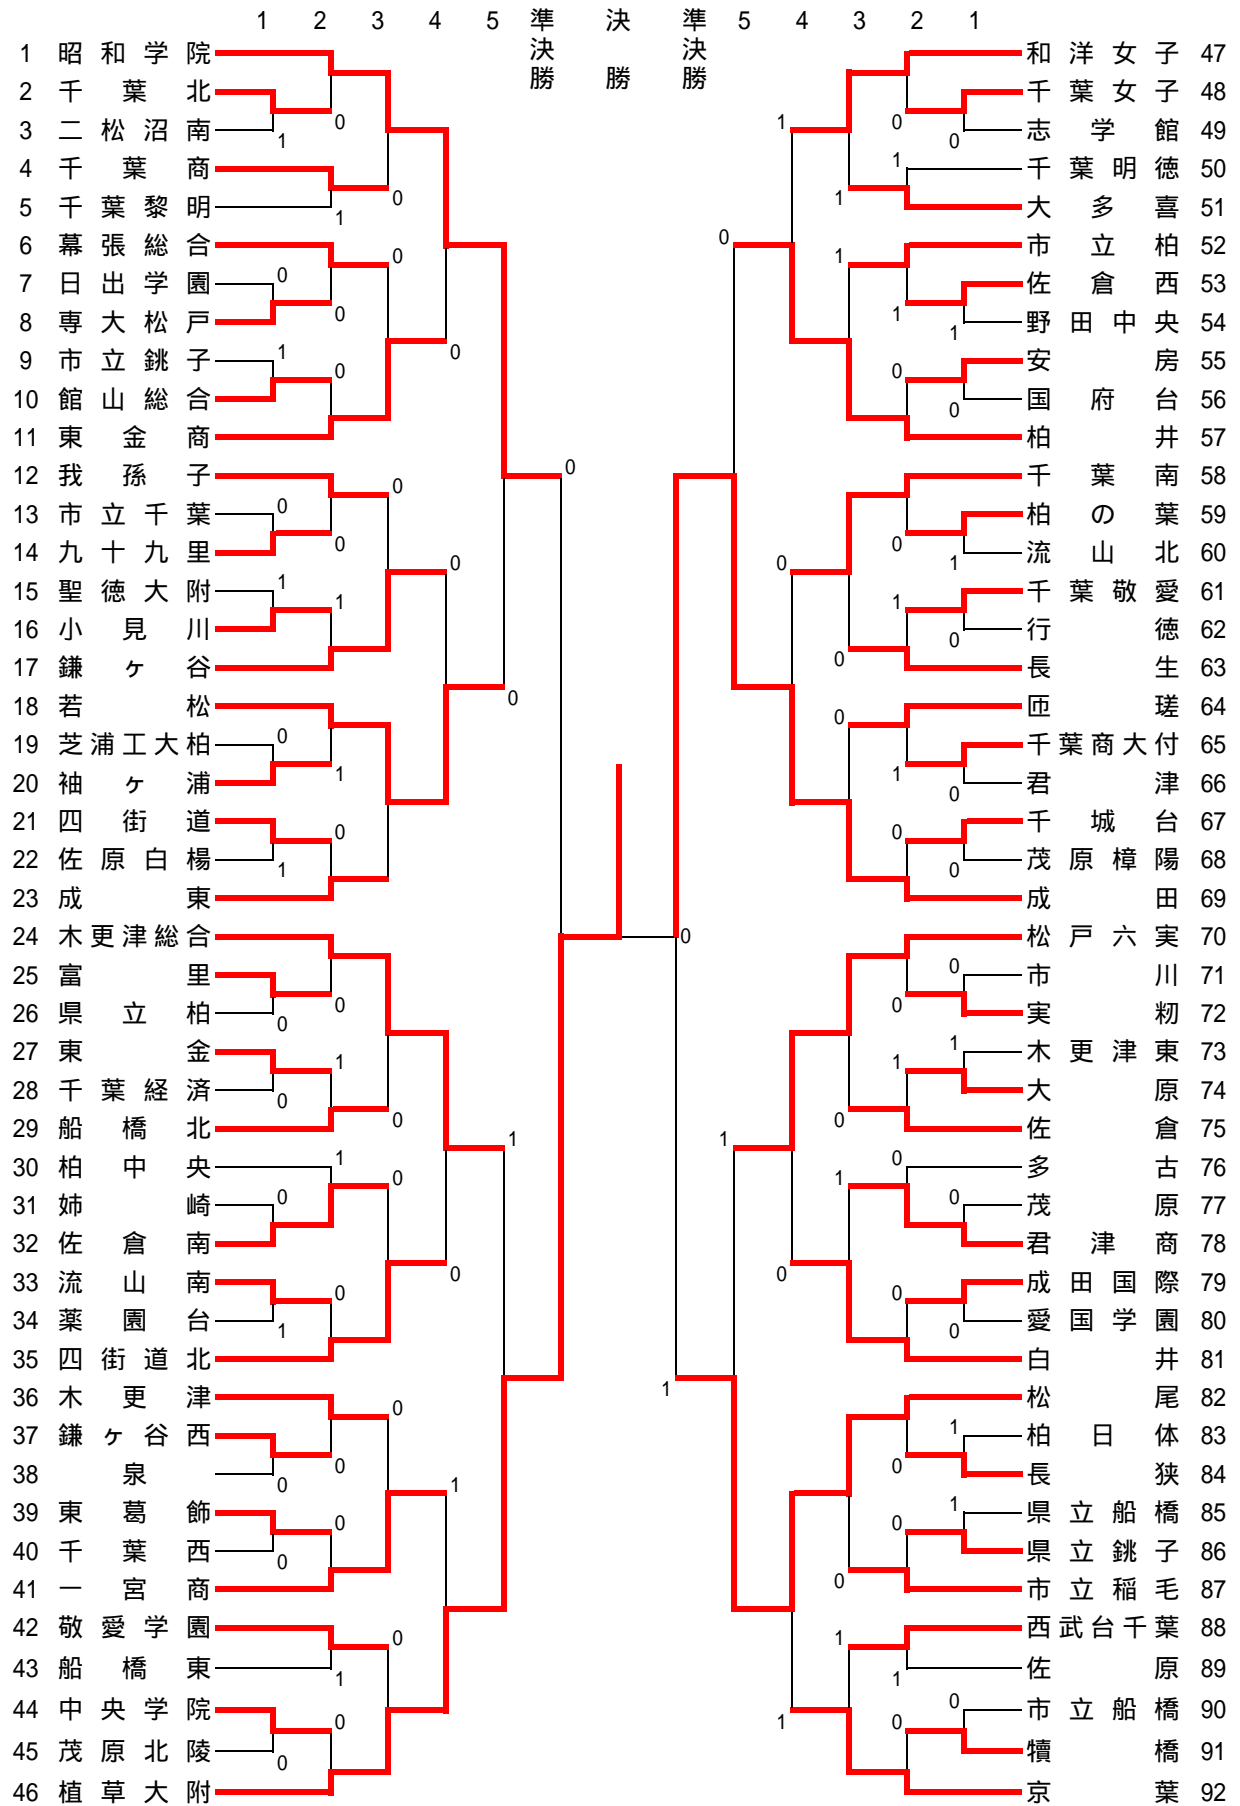 1 2 3 4 5 準決勝 決勝 準決勝 5 4 3 2 1
1 昭和学院 和洋女子 47
2 千葉北 千葉女子 48
3 二松沼南 志学館 49
4 千葉商 千葉明徳 50
5 千葉黎明 大多喜 51
6 幕張総合 市立柏 52
7 日出学園 佐倉西 53
8 専大松戸 野田中央 54
9 市立銚子 安房 55
10 館山総合 国府台 56
11 東金商 柏井 57
12 我孫子 千葉南 58
13 市立千葉 柏の葉 59
14 九十九里 流山北 60
15 聖徳大附 千葉敬愛 61
16 小見川 行徳 62
17 鎌ヶ谷 長生 63
18 若松 匝瑳 64
19 芝浦工大柏 千葉商大付 65
20 袖ヶ浦 君津 66
21 四街道 千城台 67
22 佐原白楊 茂原樟陽 68
23 成東 成田 69
24 木更津総合 松戸六実 70
25 富里 市川 71
26 県立柏 実籾 72
27 東金 木更津東 73
28 千葉経済 大原 74
29 船橋北 佐倉 75
30 柏中央 多古 76
31 姉崎 茂原 77
32 佐倉南 君津商 78
33 流山南 成田国際 79
34 薬園台 愛国学園 80
35 四街道北 白井 81
36 木更津 松尾 82
37 鎌ヶ谷西 柏日体 83
38 泉 長狭 84
39 東葛飾 県立船橋 85
40 千葉西 県立銚子 86
41 一宮商 市立稲毛 87
42 敬愛学園 西武台千葉 88
43 船橋東 佐原 89
44 中央学院 市立船橋 90
45 茂原北陵 犢橋 91
46 植草大附 京葉 92